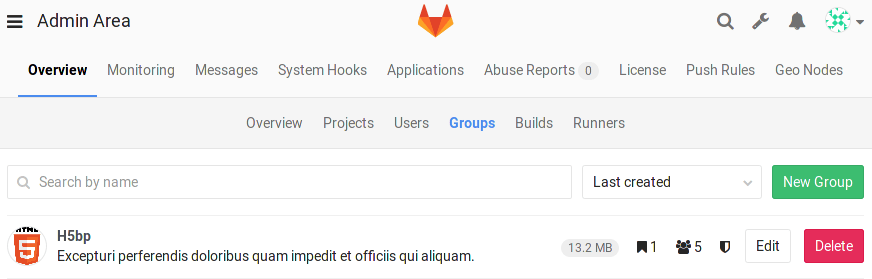 Admin Area
Overview Monitoring Messages System Hooks Applications Abuse Reports 0 License Push Rules Geo Nodes
Overview Projects Users Groups Builds Runners
Search by name Last created New Group
HTML 5 H5bp
Excepturi perferendis doloribus quam impedit et officiis qui aliquam. 13.2 MB 1 5 Edit Delete